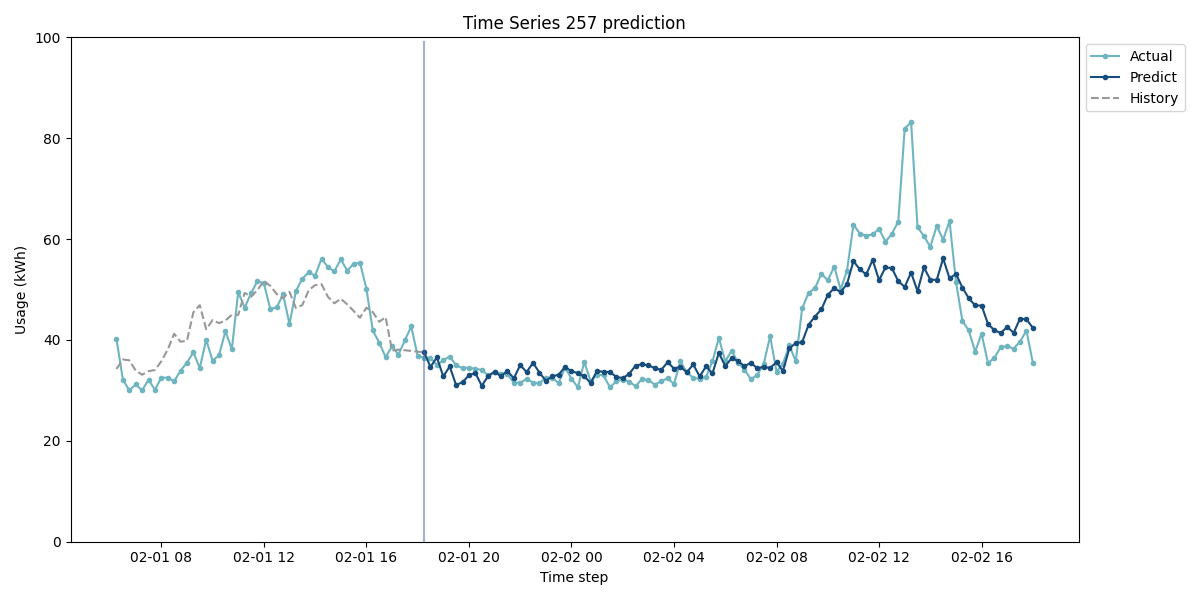 Time Series 257 prediction
100
80
60
40
20
0
Usage (kWh)
02-01 08
02-01 12
02-01 16
02-01 20
02-02 00
02-02 04
02-02 08
02-02 12
02-02 16
Time step
Actual
Predict
History